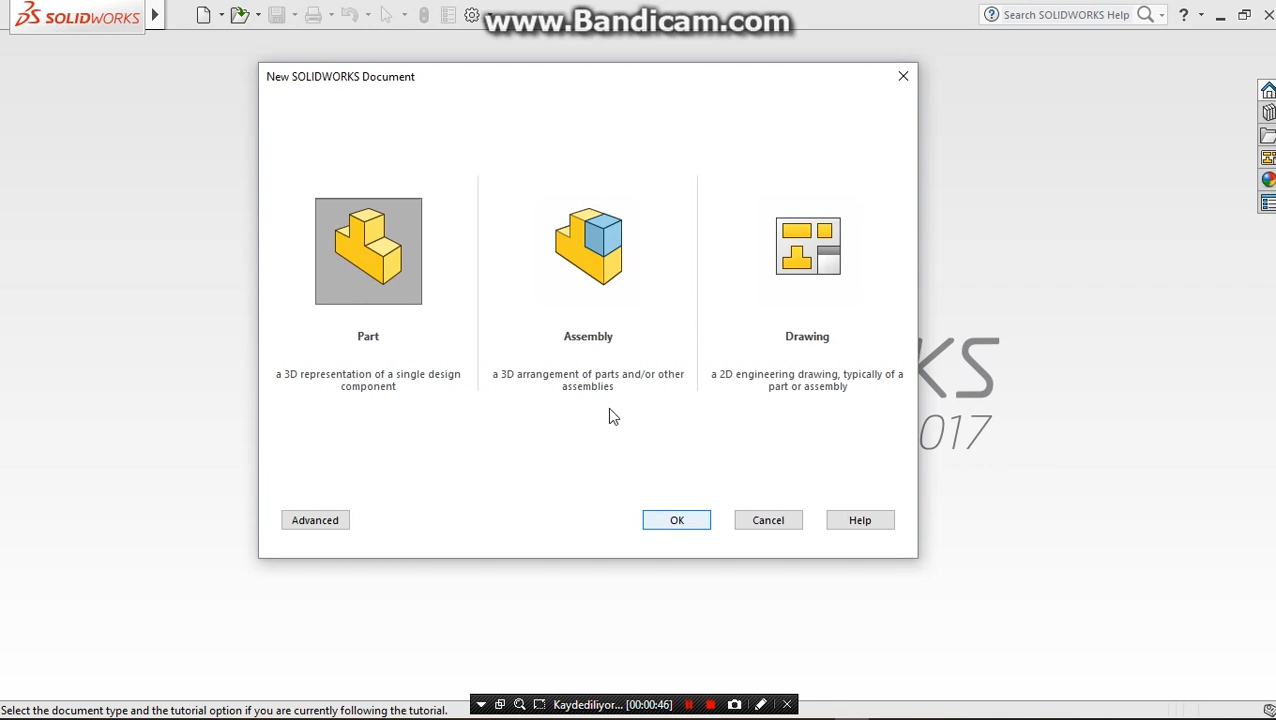 SOLIDWORKS
www.Bandicam.com
Search SOLIDWORKS Help
?
New SOLIDWORKS Document
Part
Assembly
Drawing
a 3D representation of a single design
component
a 3D arrangement of parts and/or other
assemblies
a 2D engineering drawing, typically of a
part or assembly
KS
017
Advanced
OK
Cancel
Help
Select the document type and the tutorial option if you are currently following the tutorial.
Kaydediliyor... [00:00:46]